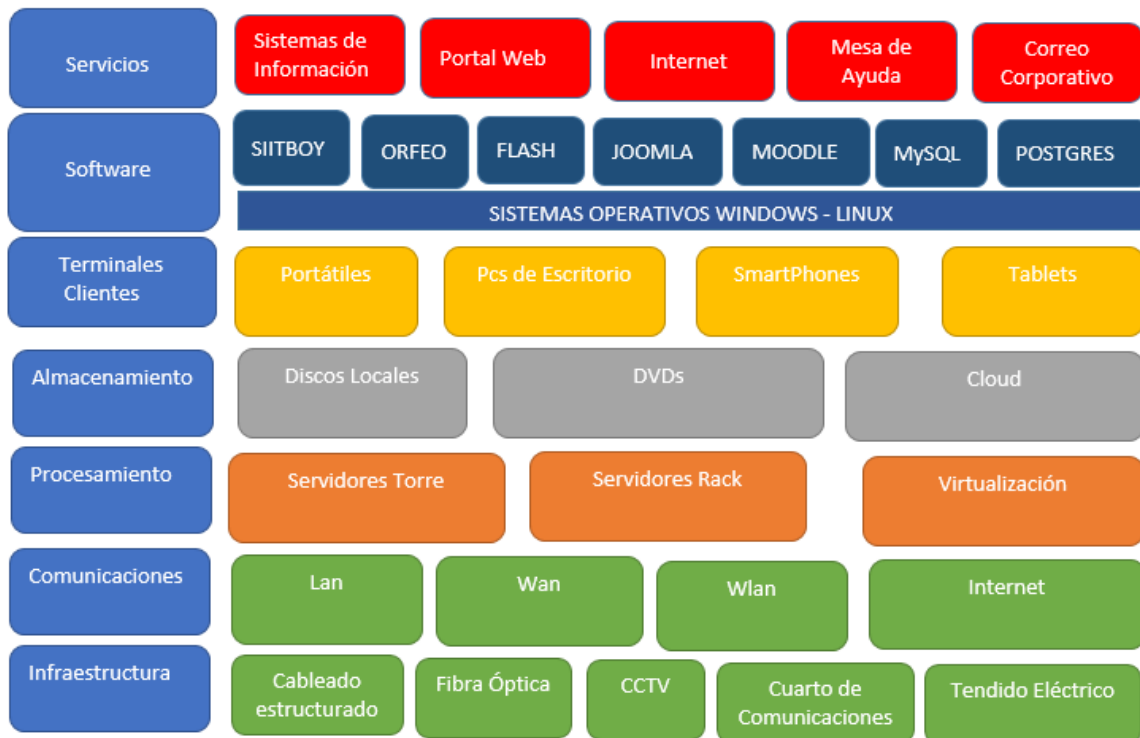 Servicios
Sistemas de
Información
Portal Web
Internet
Mesa de
Ayuda
Correo
Corporativo
Software
SIITBOY
ORFEO
FLASH
JOOMLA
MOODLE
MySQL
POSTGRES
SISTEMAS OPERATIVOS WINDOWS - LINUX
Terminales
Clientes
Portátiles
Pcs de Escritorio
SmartPhones
Tablets
Almacenamiento
Discos Locales
DVDs
Cloud
Procesamiento
Servidores Torre
Servidores Rack
Virtualización
Comunicaciones
Lan
Wan
Wlan
Internet
Infraestructura
Cableado
estructurado
Fibra Óptica
CCTV
Cuarto de
Comunicaciones
Tendido Eléctrico